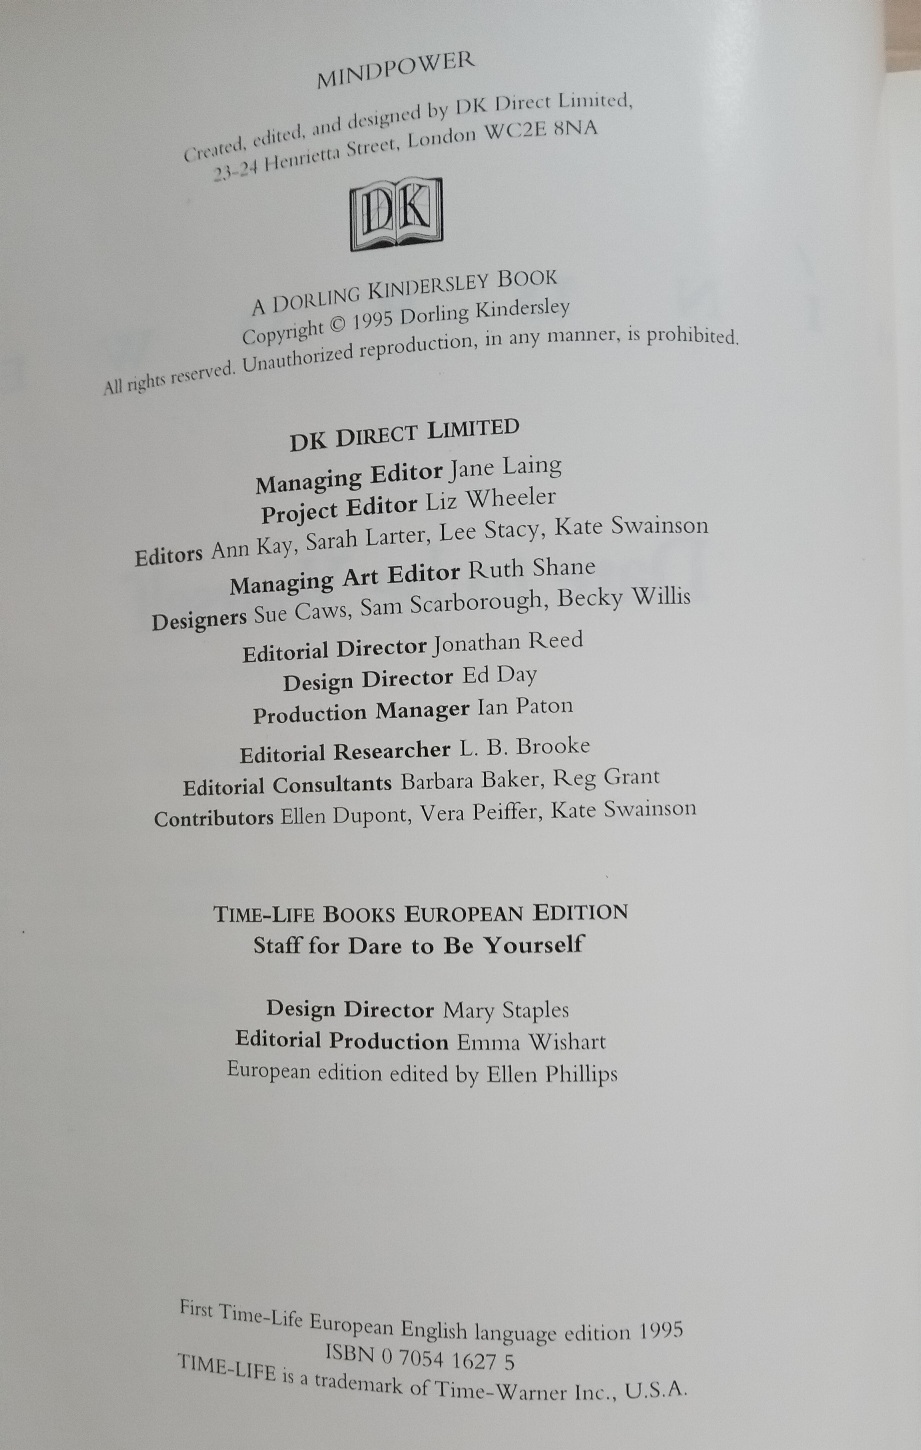 MINDPOWER
Created, edited, and designed by DK Direct Limited,
23-24 Henrietta Street, London WC2E 8NA
DK
A DORLING KINDERSLEY BOOK
Copyright © 1995 Dorling Kindersley
All rights reserved. Unauthorized reproduction, in any manner, is prohibited.
DK DIRECT LIMITED
Managing Editor Jane Laing
Project Editor Liz Wheeler
Editors Ann Kay, Sarah Larter, Lee Stacy, Kate Swainson
Managing Art Editor Ruth Shane
Designers Sue Caws, Sam Scarborough, Becky Willis
Editorial Director Jonathan Reed
Design Director Ed Day
Production Manager Ian Paton
Editorial Researcher L. B. Brooke
Editorial Consultants Barbara Baker, Reg Grant
Contributors Ellen Dupont, Vera Peiffer, Kate Swainson
TIME-LIFE BOOKS EUROPEAN EDITION
Staff for Dare to Be Yourself
Design Director Mary Staples
Editorial Production Emma Wishart
European edition edited by Ellen Phillips
First Time-Life European English language edition 1995
ISBN 0 7054 1627 5
TIME-LIFE is a trademark of Time-Warner Inc., U.S.A.